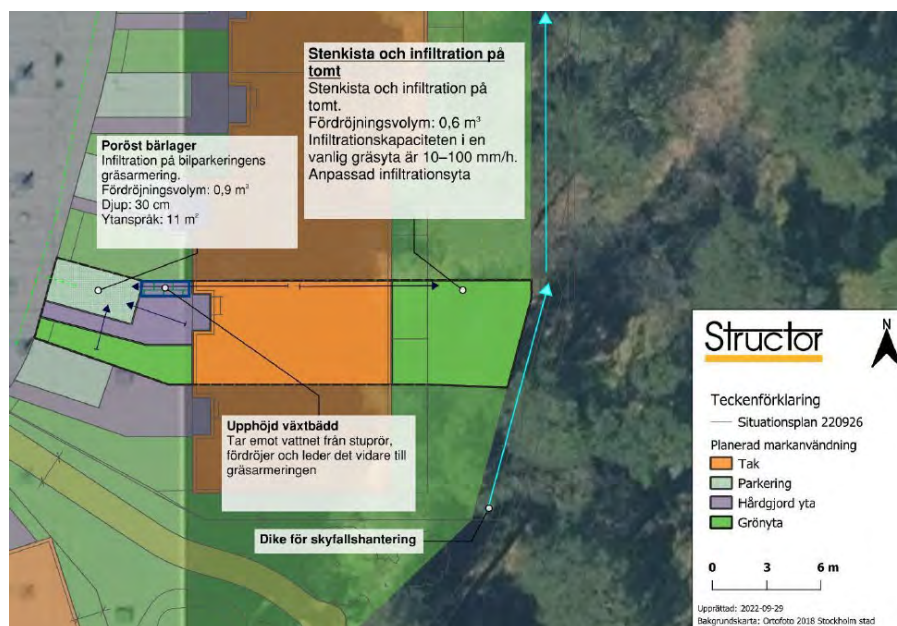 Stenkista och infiltration på
tomt
Stenkista och infiltration på
tomt.
Fördröjningsvolym: 0,6 m³
Infiltrationskapaciteten i en
vanlig gräsyta är 10–100 mm/h.
Anpassad infiltrationsyta
Poröst bärlager
Infiltration på bilparkeringens
gräsarmering.
Fördröjningsvolym: 0,9 m³
Djup: 30 cm
Ytanspråk: 11 m²
Upphöjd växtbädd
Tar emot vattnet från stuprör,
fördröjer och leder det vidare till
gräsarmeringen
Dike för skyfallshantering
Structor
N
Teckenförklaring
Situationsplan 220926
Planerad markanvändning
Tak
Parkering
Hårdgjord yta
Grönyta
0 3 6 m
Upprättad: 2022-09-29
Bakgrundskarta: Ortofoto 2018 Stockholm stad